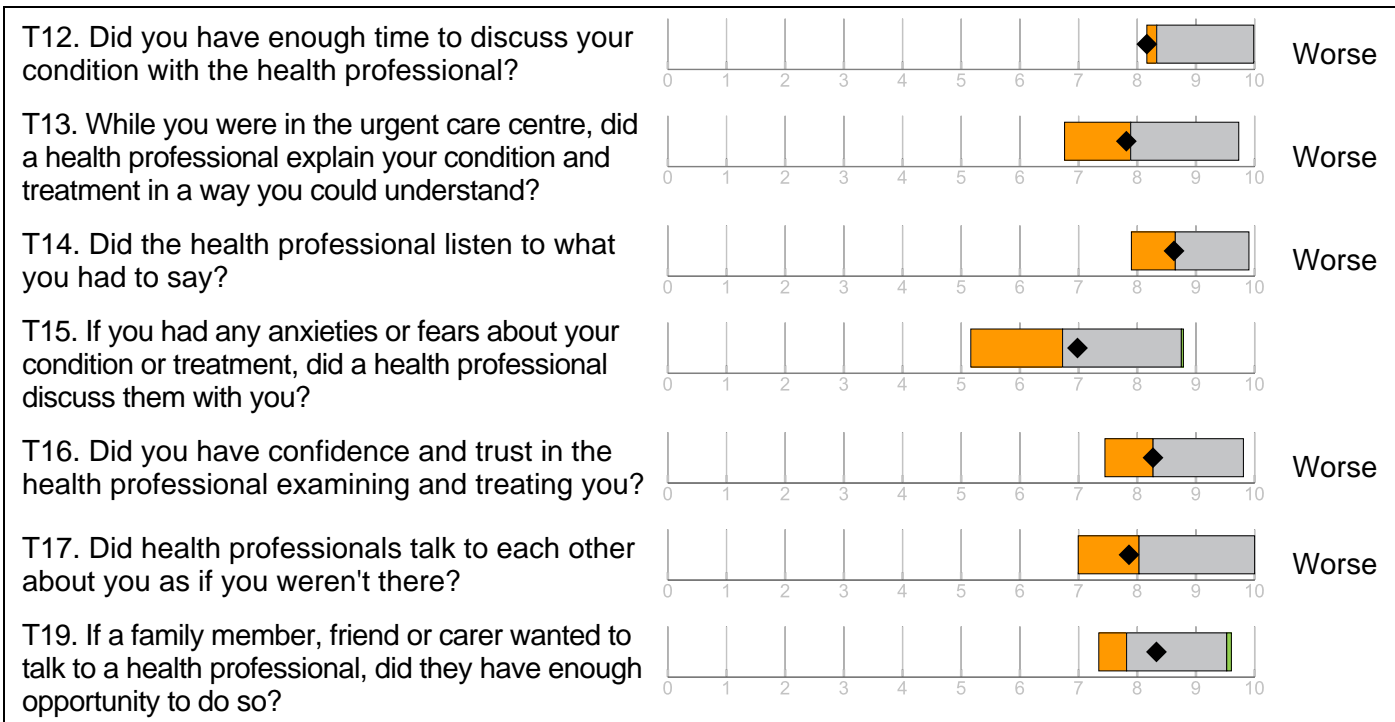 T12. Did you have enough time to discuss your
condition with the health professional?
0 1 2 3 4 5 6 7 8 9 10
Worse
T13. While you were in the urgent care centre, did
a health professional explain your condition and
treatment in a way you could understand?
0 1 2 3 4 5 6 7 8 9 10
Worse
T14. Did the health professional listen to what
you had to say?
0 1 2 3 4 5 6 7 8 9 10
Worse
T15. If you had any anxieties or fears about your
condition or treatment, did a health professional
discuss them with you?
0 1 2 3 4 5 6 7 8 9 10
T16. Did you have confidence and trust in the
health professional examining and treating you?
0 1 2 3 4 5 6 7 8 9 10
Worse
T17. Did health professionals talk to each other
about you as if you weren't there?
0 1 2 3 4 5 6 7 8 9 10
Worse
T19. If a family member, friend or carer wanted to
talk to a health professional, did they have enough
opportunity to do so?
0 1 2 3 4 5 6 7 8 9 10